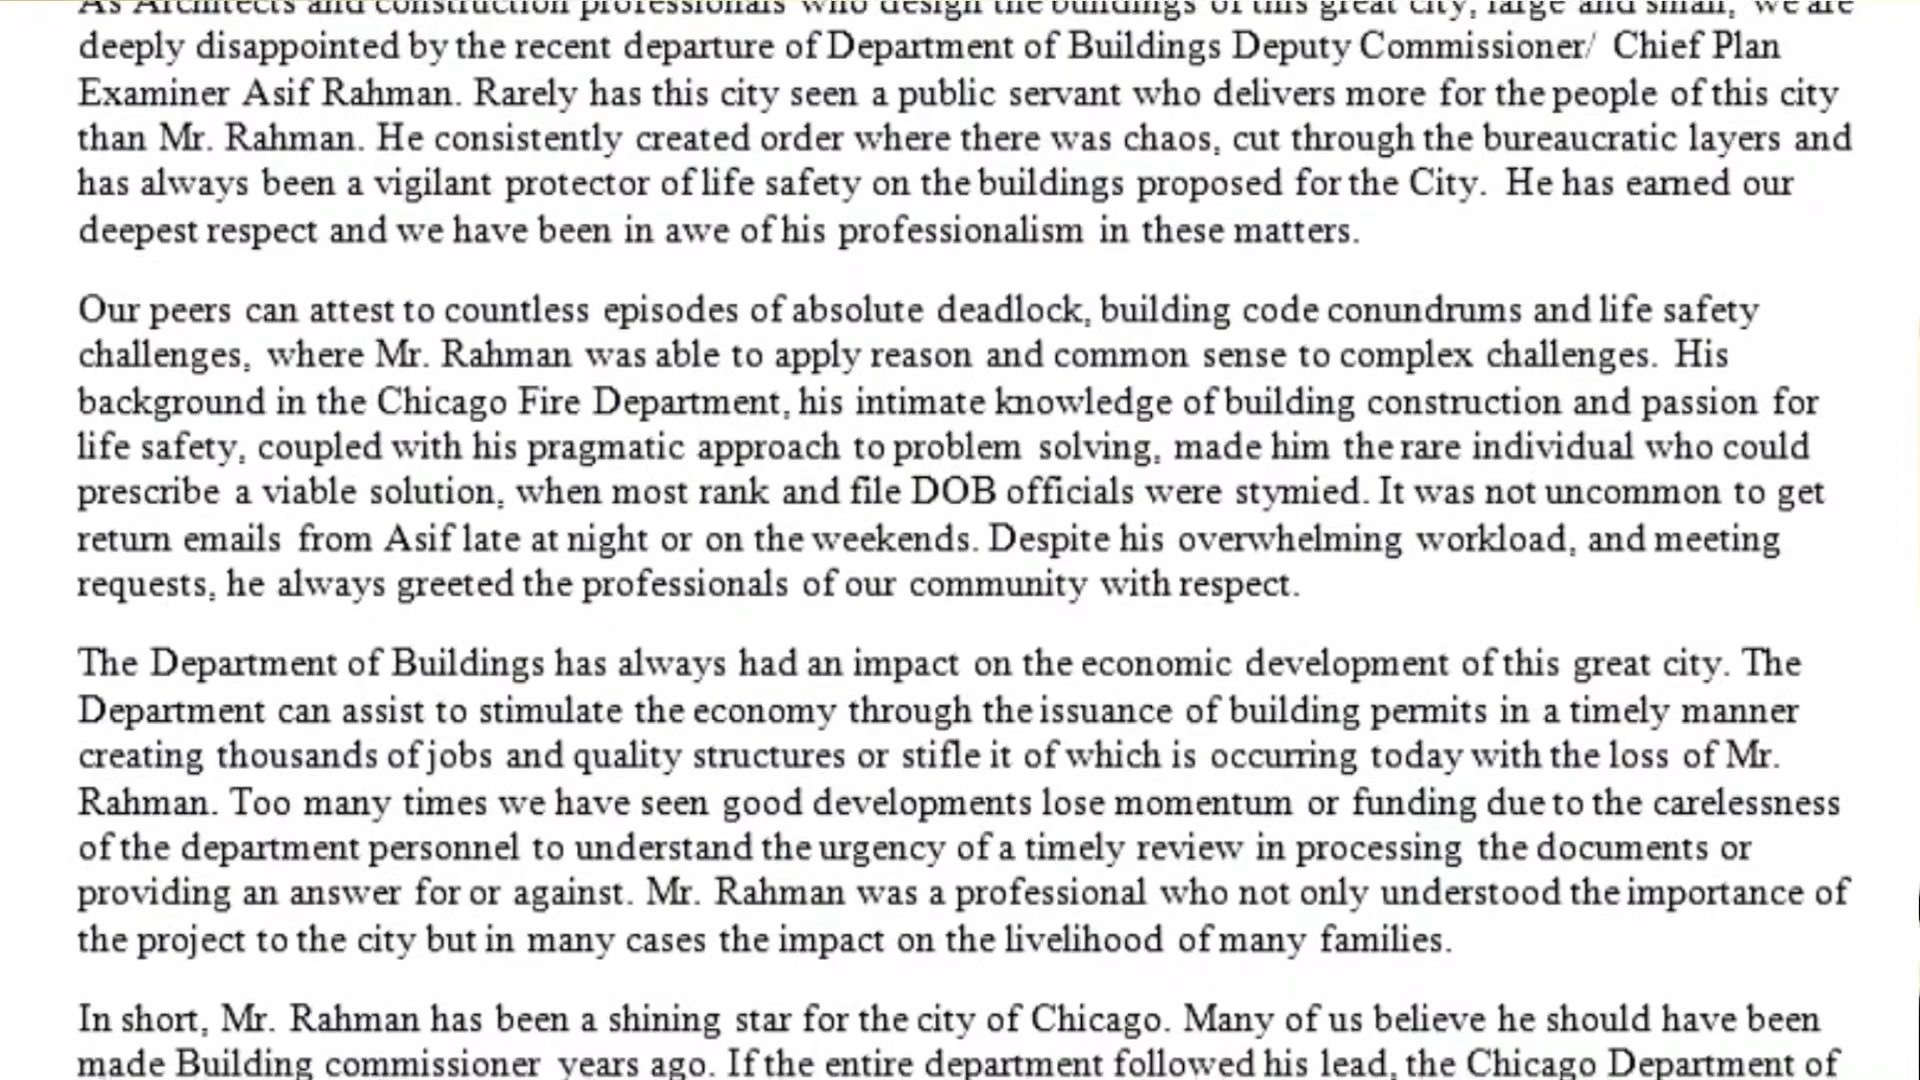 As Architects and construction professionals who design the buildings of this great city, large and small, we are
deeply disappointed by the recent departure of Department of Buildings Deputy Commissioner/ Chief Plan
Examiner Asif Rahman. Rarely has this city seen a public servant who delivers more for the people of this city
than Mr. Rahman. He consistently created order where there was chaos, cut through the bureaucratic layers and
has always been a vigilant protector of life safety on the buildings proposed for the City. He has earned our
deepest respect and we have been in awe of his professionalism in these matters.
Our peers can attest to countless episodes of absolute deadlock, building code conundrums and life safety
challenges, where Mr. Rahman was able to apply reason and common sense to complex challenges. His
background in the Chicago Fire Department, his intimate knowledge of building construction and passion for
life safety, coupled with his pragmatic approach to problem solving, made him the rare individual who could
prescribe a viable solution, when most rank and file DOB officials were stymied. It was not uncommon to get
return emails from Asif late at night or on the weekends. Despite his overwhelming workload, and meeting
requests, he always greeted the professionals of our community with respect.
The Department of Buildings has always had an impact on the economic development of this great city. The
Department can assist to stimulate the economy through the issuance of building permits in a timely manner
creating thousands of jobs and quality structures or stifle it of which is occurring today with the loss of Mr.
Rahman. Too many times we have seen good developments lose momentum or funding due to the carelessness
of the department personnel to understand the urgency of a timely review in processing the documents or
providing an answer for or against. Mr. Rahman was a professional who not only understood the importance of
the project to the city but in many cases the impact on the livelihood of many families.
In short, Mr. Rahman has been a shining star for the city of Chicago. Many of us believe he should have been
made Building commissioner years ago. If the entire department followed his lead, the Chicago Department of